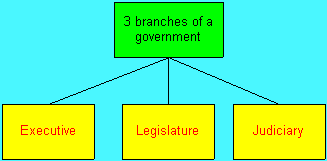 3 branches of a
government
Executive
Legislature
Judiciary